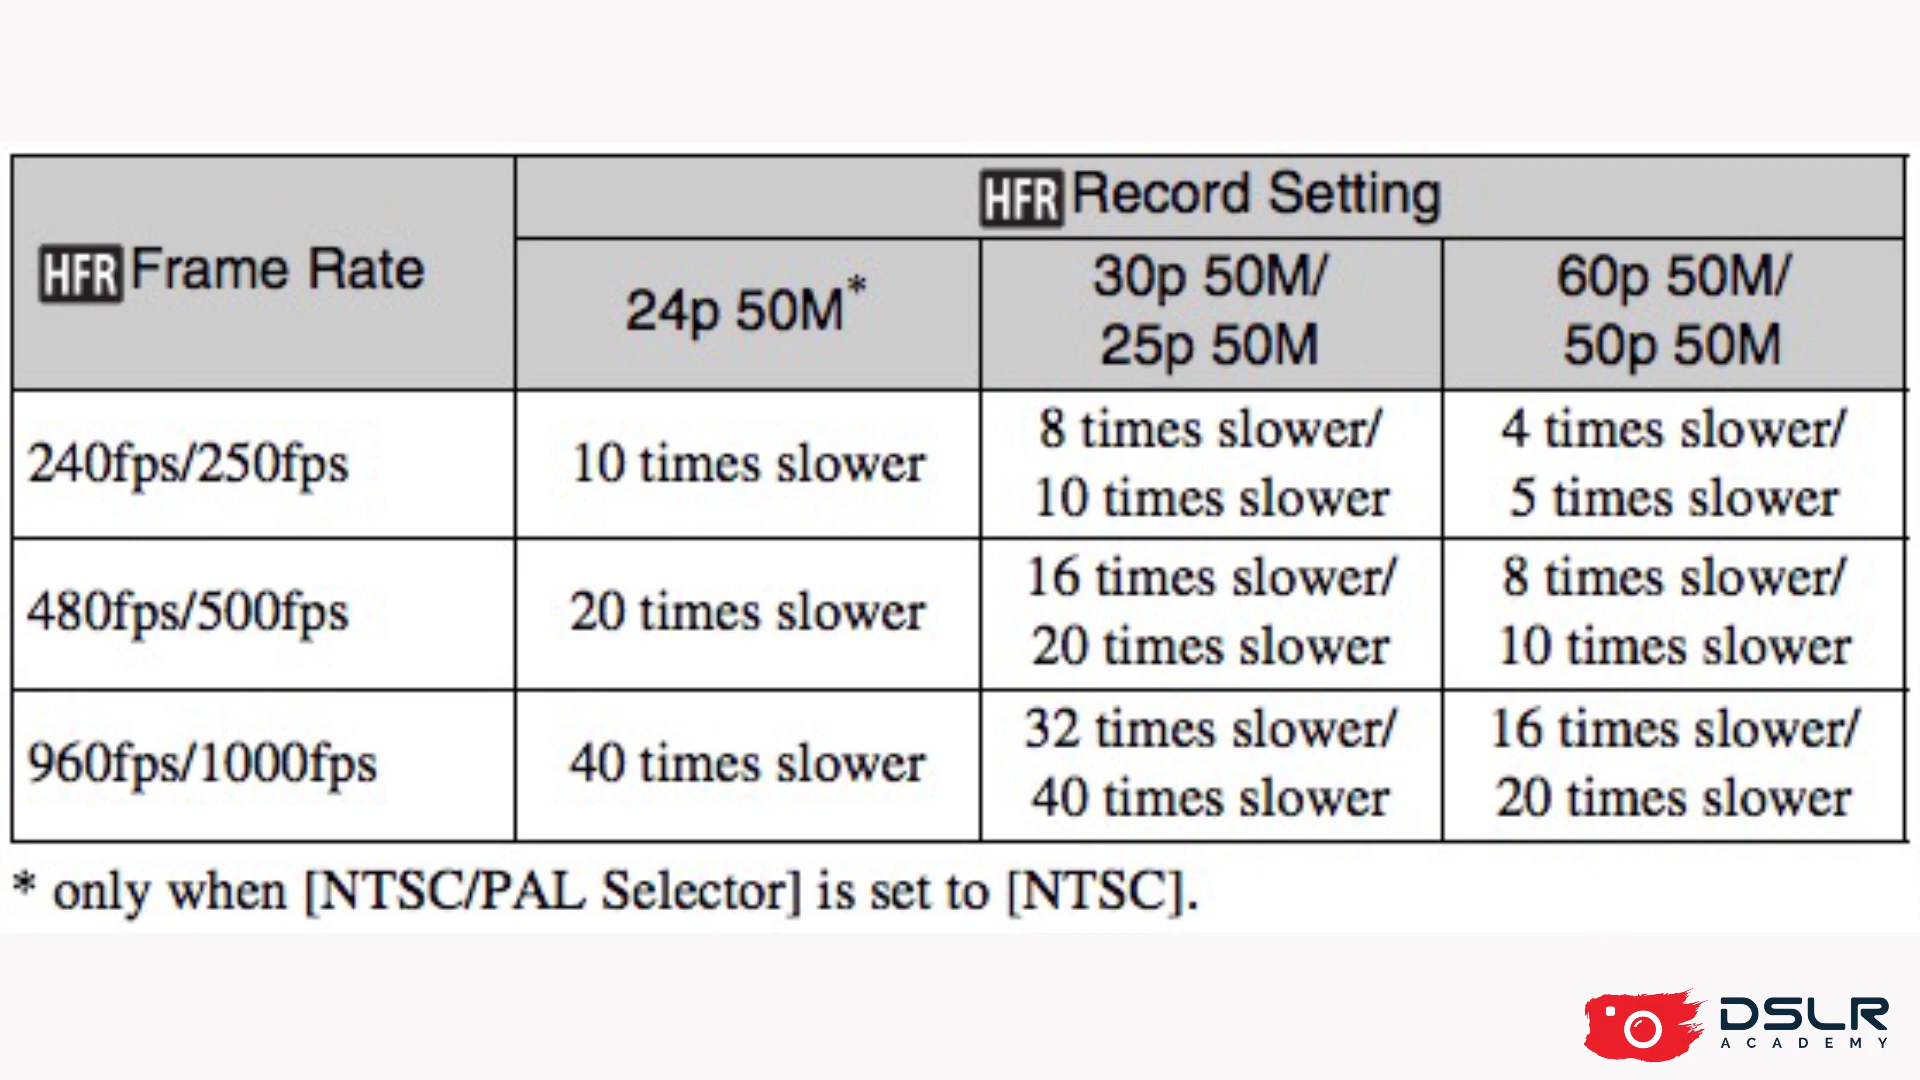 HFR Frame Rate
HFR Record Setting
24p 50M*
30p 50M/
25p 50M
60p 50M/
50p 50M
240fps/250fps
10 times slower
8 times slower/
10 times slower
4 times slower/
5 times slower
480fps/500fps
20 times slower
16 times slower/
20 times slower
8 times slower/
10 times slower
960fps/1000fps
40 times slower
32 times slower/
40 times slower
16 times slower/
20 times slower
* only when [NTSC/PAL Selector] is set to [NTSC].
DSLR
ACADEMY